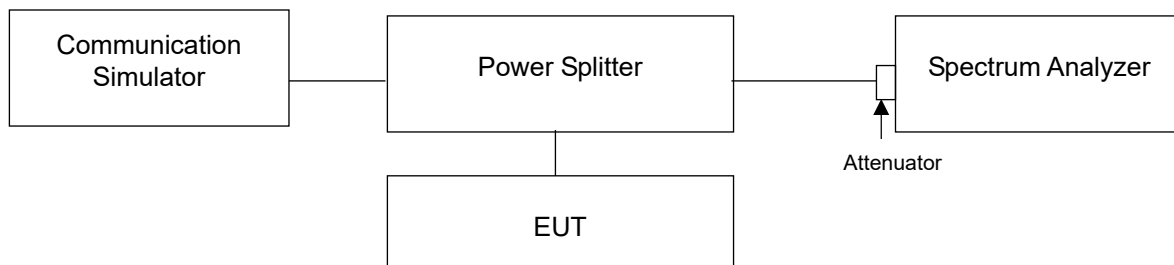 Communication
Simulator
Power Splitter
Spectrum Analyzer
Attenuator
EUT